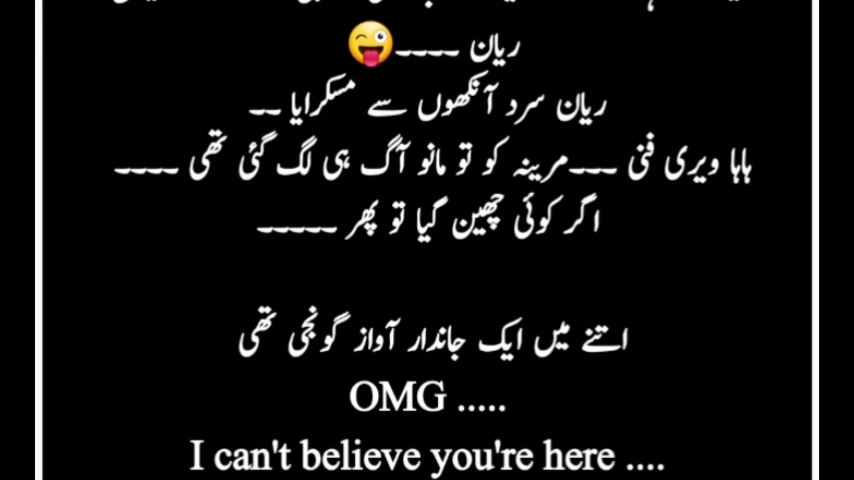 ریان ----😜
ریان سرد آنکھوں سے مسکرایا --
ہاہا ویری فنی ---مرینہ کو تو مانو آگ ہی لگ گئی تھی ----
اگر کوئی چھین گیا تو پھر -----
اتنے میں ایک جاندار آواز گونجی تھی
OMG .....
I can't believe you're here ....